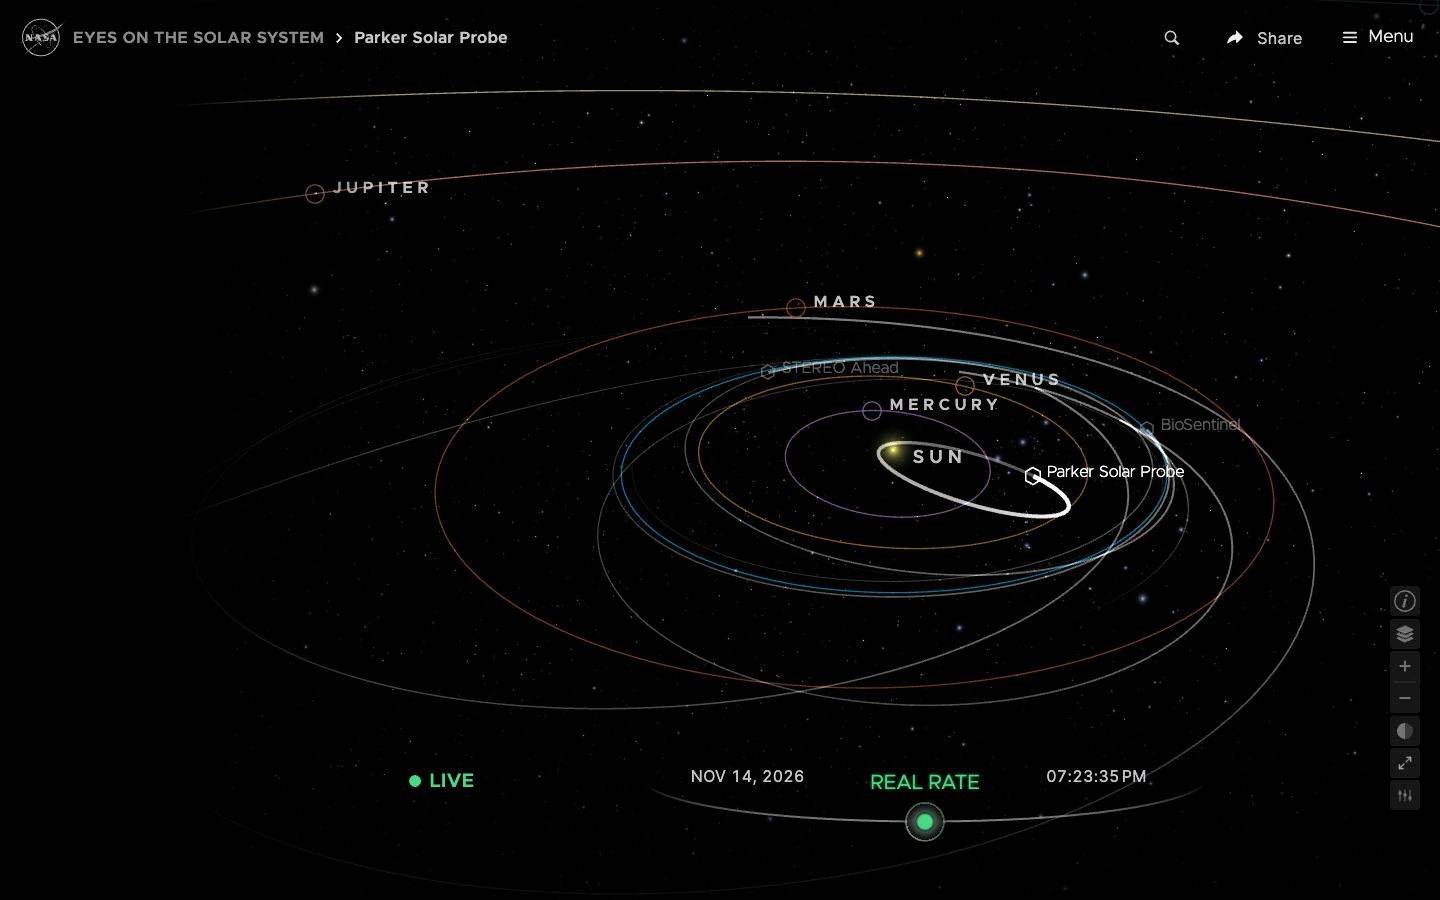 NASA
EYES ON THE SOLAR SYSTEM > Parker Solar Probe
Share
Menu
JUPITER
MARS
STEREO Ahead
VENUS
MERCURY
BioSentinel
SUN
Parker Solar Probe
LIVE
NOV 14, 2026
REAL RATE
07:23:35 PM